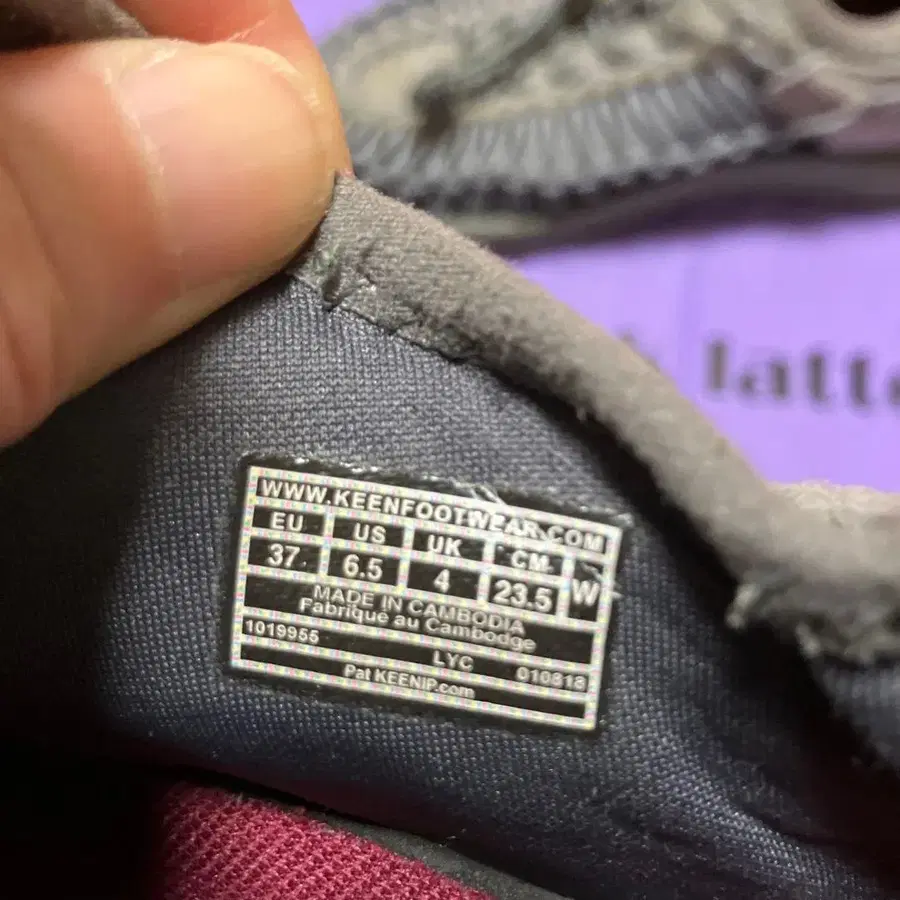 latt
WWW.KEENFOOTWEAR.COM
EU US UK CM W
37 6.5 4 23.5
MADE IN CAMBODIA
Fabriqué au Cambodge
1019955 LYC 010818
Pat KEENIP.com